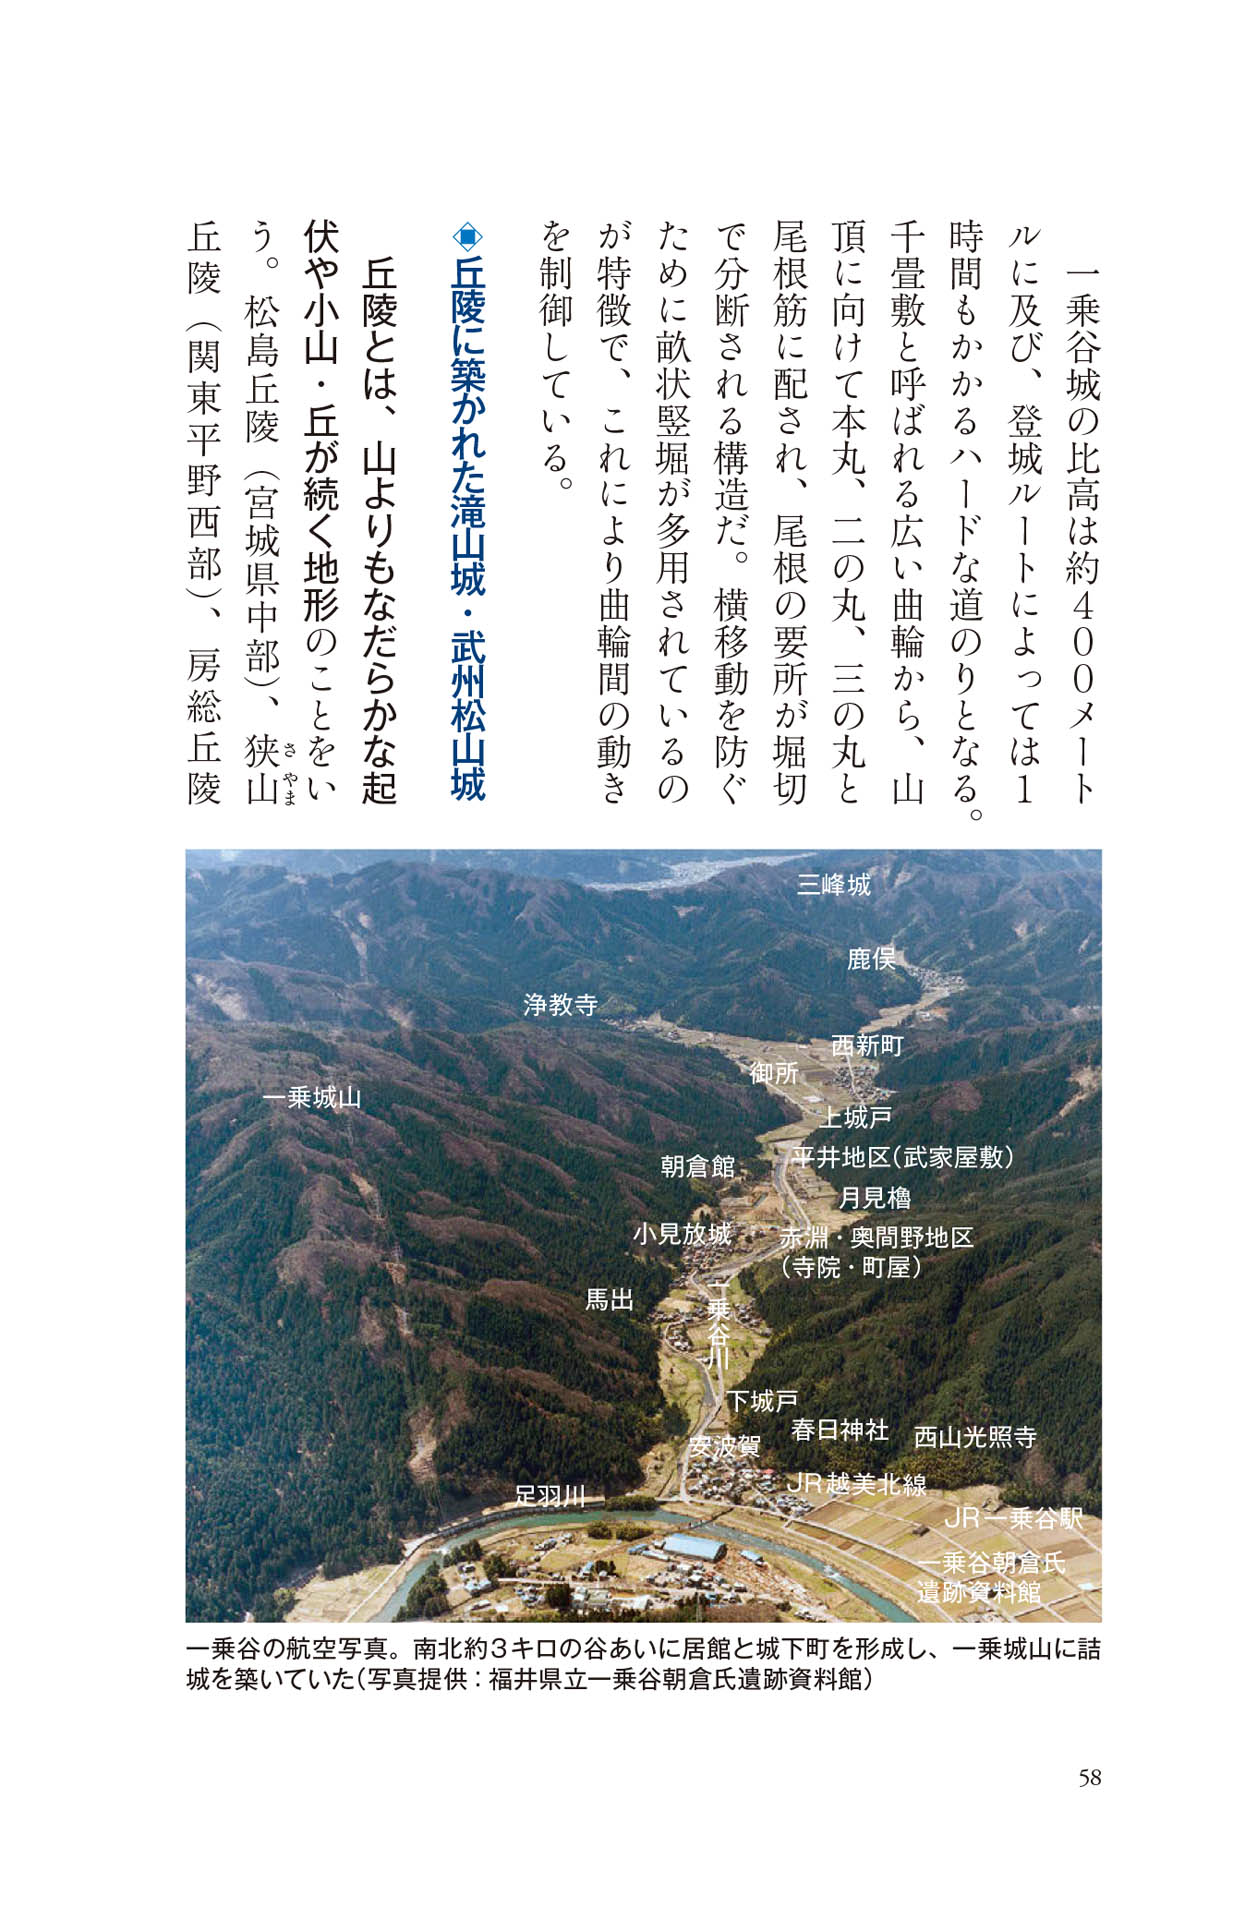 一乗谷城の比高は約４００メート
ルに及び、登城ルートによっては１
時間もかかるハードな道のりとなる。
千畳敷と呼ばれる広い曲輪から、山
頂に向けて本丸、二の丸、三の丸と
尾根筋に配され、尾根の要所が堀切
で分断される構造だ。横移動を防ぐ
ために畝状竪堀が多用されているの
が特徴で、これにより曲輪間の動き
を制御している。
◈丘陵に築かれた滝山城・武州松山城
丘陵とは、山よりもなだらかな起
伏や小山・丘が続く地形のことをい
う。松島丘陵（宮城県中部）、狭山
さやま
丘陵（関東平野西部）、房総丘陵
三峰城
鹿俣
浄教寺
西新町
御所
一乗城山
上城戸
平井地区（武家屋敷）
朝倉館
月見櫓
小見放城
赤淵・奥間野地区
（寺院・町屋）
馬出
一乗谷川
下城戸
春日神社
西山光照寺
安波賀
JR越美北線
足羽川
JR一乗谷駅
一乗谷朝倉氏
遺跡資料館
一乗谷の航空写真。南北約３キロの谷あいに居館と城下町を形成し、一乗城山に詰
城を築いていた（写真提供：福井県立一乗谷朝倉氏遺跡資料館）
58